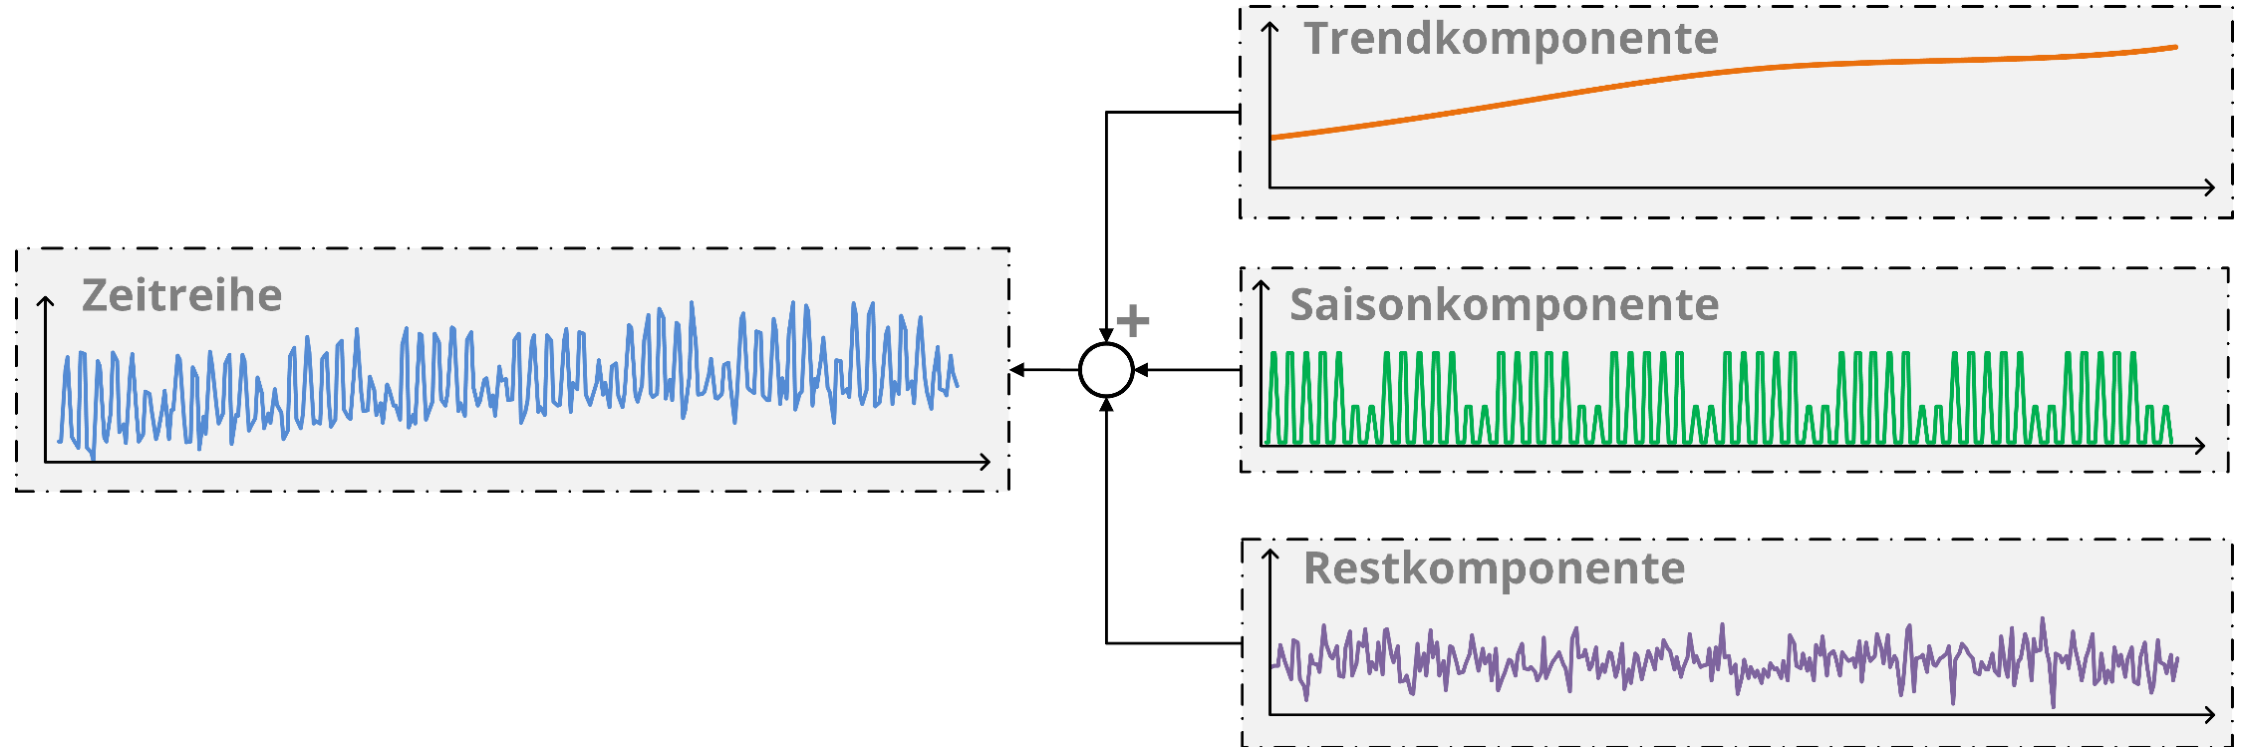 Trendkomponente
Zeitreihe
+
Saisonkomponente
Restkomponente